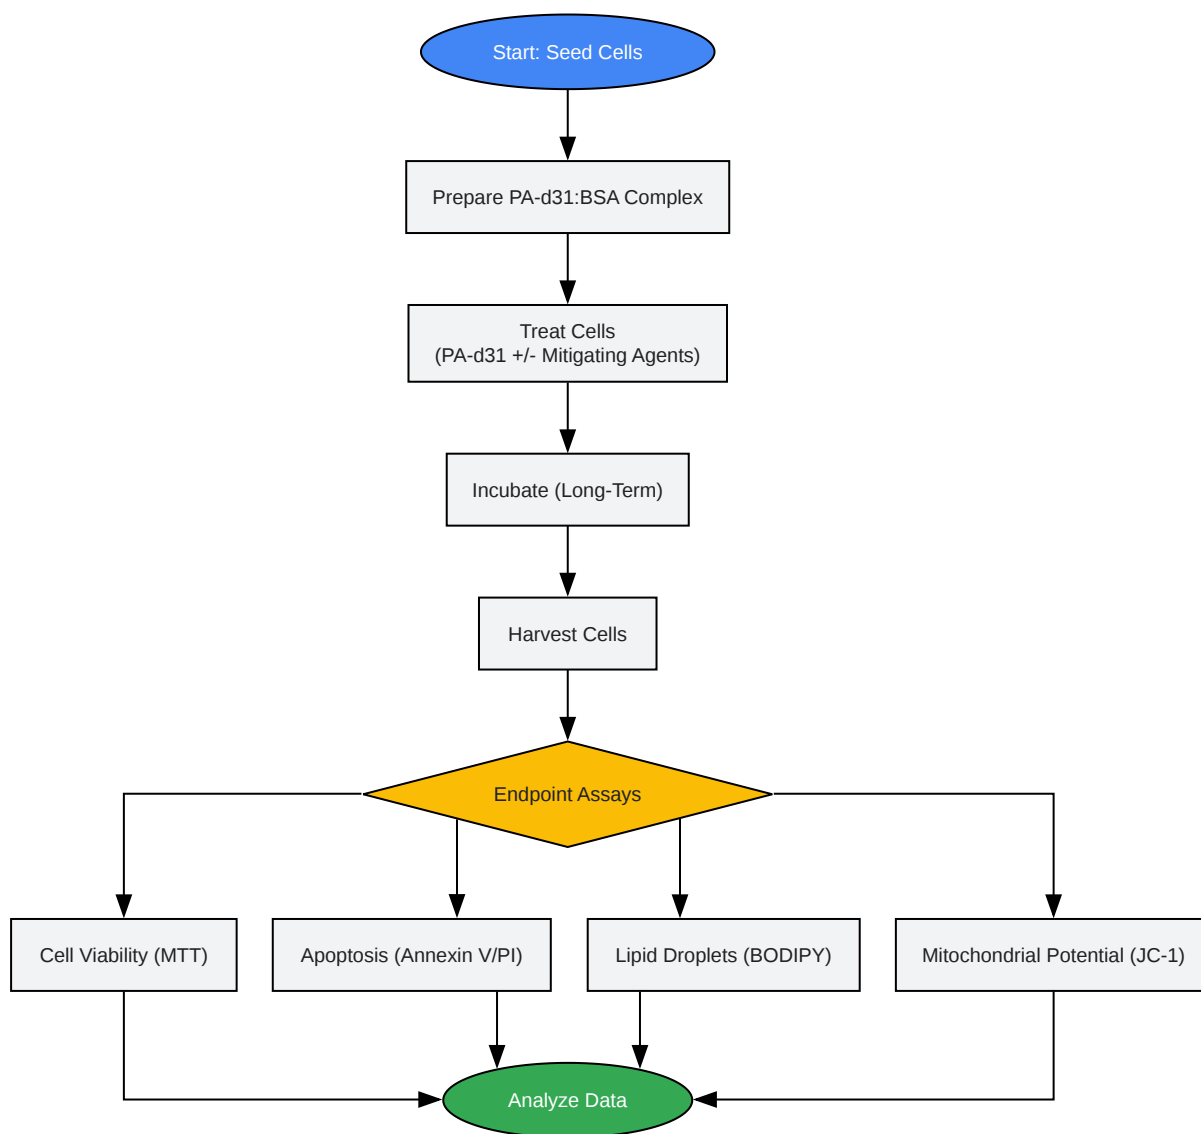 Start: Seed Cells
Prepare PA-d31:BSA Complex
Treat Cells
(PA-d31 +/- Mitigating Agents)
Incubate (Long-Term)
Harvest Cells
Endpoint Assays
Cell Viability (MTT)
Apoptosis (Annexin V/PI)
Lipid Droplets (BODIPY)
Mitochondrial Potential (JC-1)
Analyze Data